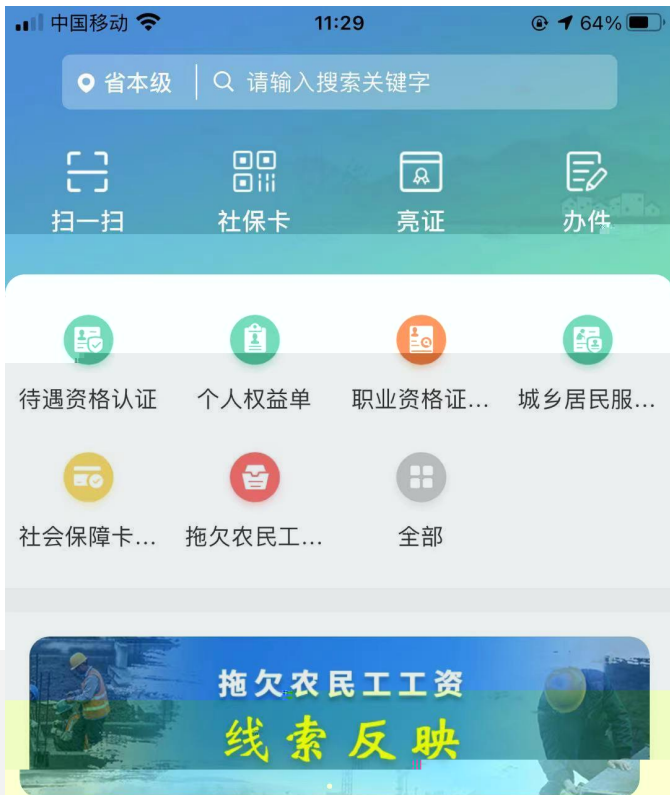 中国移动 11:29 64%
省本级 请输入搜索关键字
扫一扫 社保卡 亮证 办件
待遇资格认证 个人权益单 职业资格证... 城乡居民服...
社会保障卡... 拖欠农民工... 全部
拖欠农民工工资
线索反映